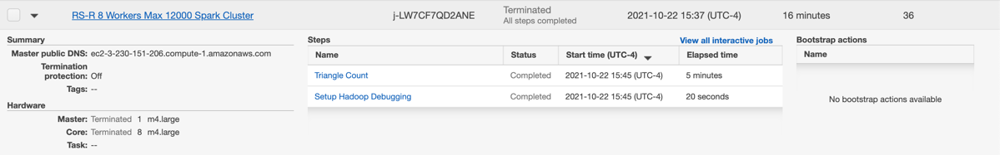 RS-R 8 Workers Max 12000 Spark Cluster j-LW7CF7QD2ANE Terminated 2021-10-22 15:37 (UTC-4) 16 minutes 36
All steps completed
Summary
Master public DNS: ec2-3-230-151-206.compute-1.amazonaws.com
Termination protection: Off
Tags: --
Hardware
Master: Terminated 1 m4.large
Core: Terminated 8 m4.large
Task: --
Steps View all interactive jobs
Name Status Start time (UTC-4) Elapsed time
Triangle Count Completed 2021-10-22 15:45 (UTC-4) 5 minutes
Setup Hadoop Debugging Completed 2021-10-22 15:45 (UTC-4) 20 seconds
Bootstrap actions
Name
No bootstrap actions available